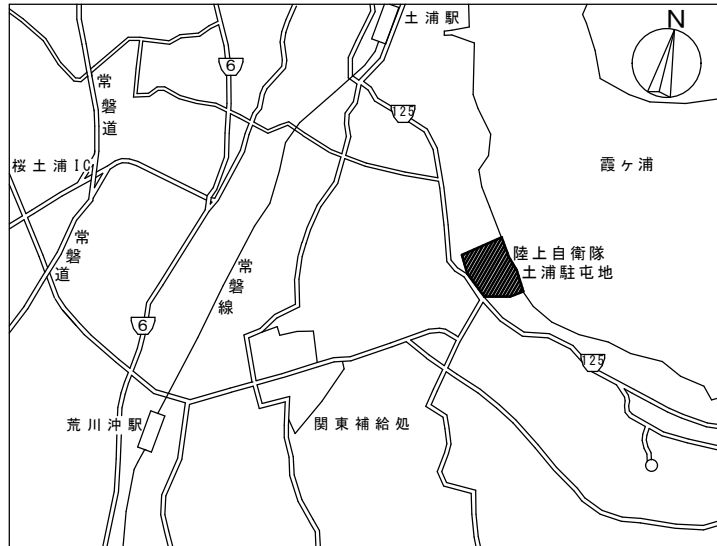 土浦駅
N
6
常磐道
125
桜土浦IC
霞ヶ浦
陸上自衛隊
土浦駐屯地
常磐道
常磐線
6
125
荒川沖駅
関東補給処